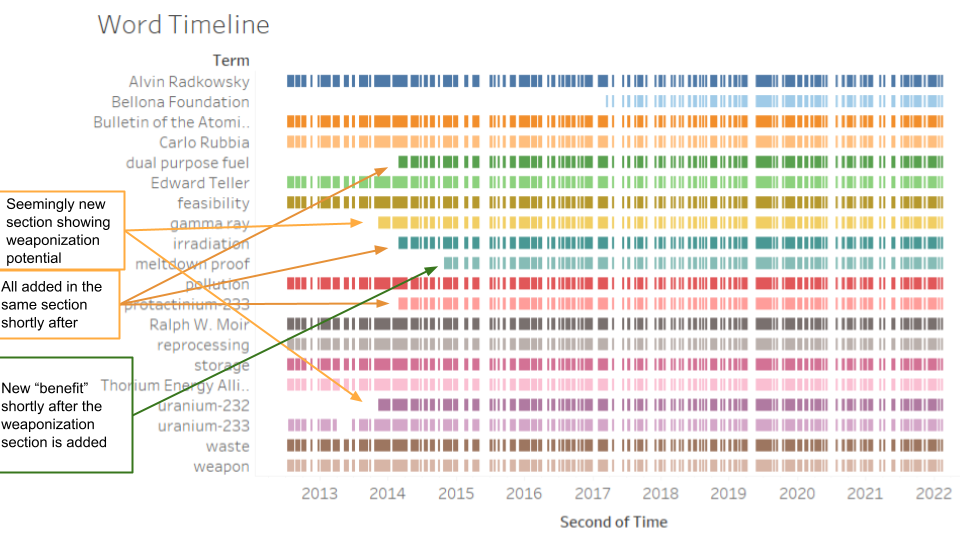 Word Timeline
Term
Alvin Radkowsky
Bellona Foundation
Bulletin of the Atomi..
Carlo Rubbia
dual purpose fuel
Edward Teller
feasibility
gamma ray
irradiation
meltdown proof
pollution
protactinium-233
Ralph W. Moir
reprocessing
storage
Thorium Energy Alli..
uranium-232
uranium-233
waste
weapon
Seemingly new
section showing
weaponization
potential
All added in the
same section
shortly after
New “benefit”
shortly after the
weaponization
section is added
2013 2014 2015 2016 2017 2018 2019 2020 2021 2022
Second of Time